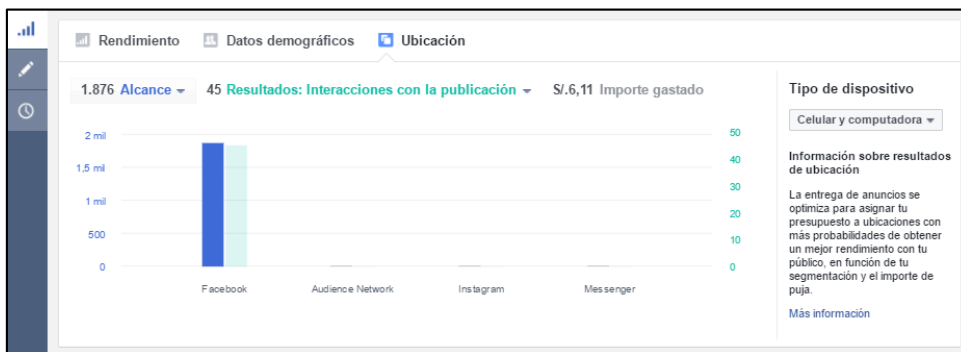 Rendimiento Datos demográficos Ubicación
1.876 Alcance 45 Resultados: Interacciones con la publicación S/.6,11 Importe gastado
2 mil
1,5 mil
1 mil
500
0
50
40
30
20
10
0
Facebook Audience Network Instagram Messenger
Tipo de dispositivo
Celular y computadora
Información sobre resultados
de ubicación
La entrega de anuncios se
optimiza para asignar tu
presupuesto a ubicaciones con
más probabilidades de obtener
un mejor rendimiento con tu
público, en función de tu
segmentación y el importe de
puja.
Más información